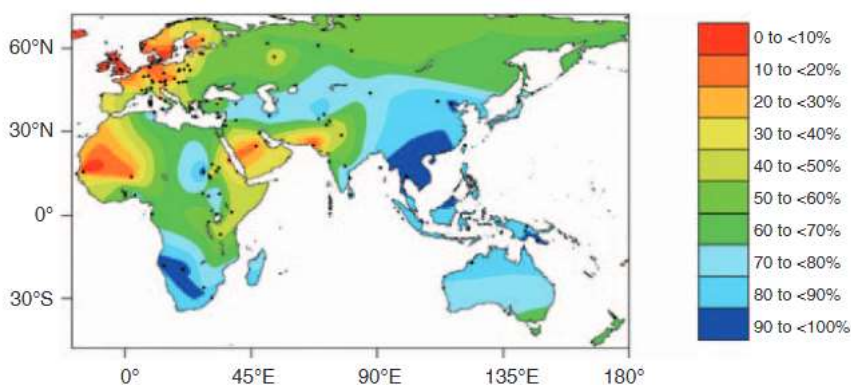 60°N
30°N
0°
30°S
0°
45°E
90°E
135°E
180°
0 to <10%
10 to <20%
20 to <30%
30 to <40%
40 to <50%
50 to <60%
60 to <70%
70 to <80%
80 to <90%
90 to <100%